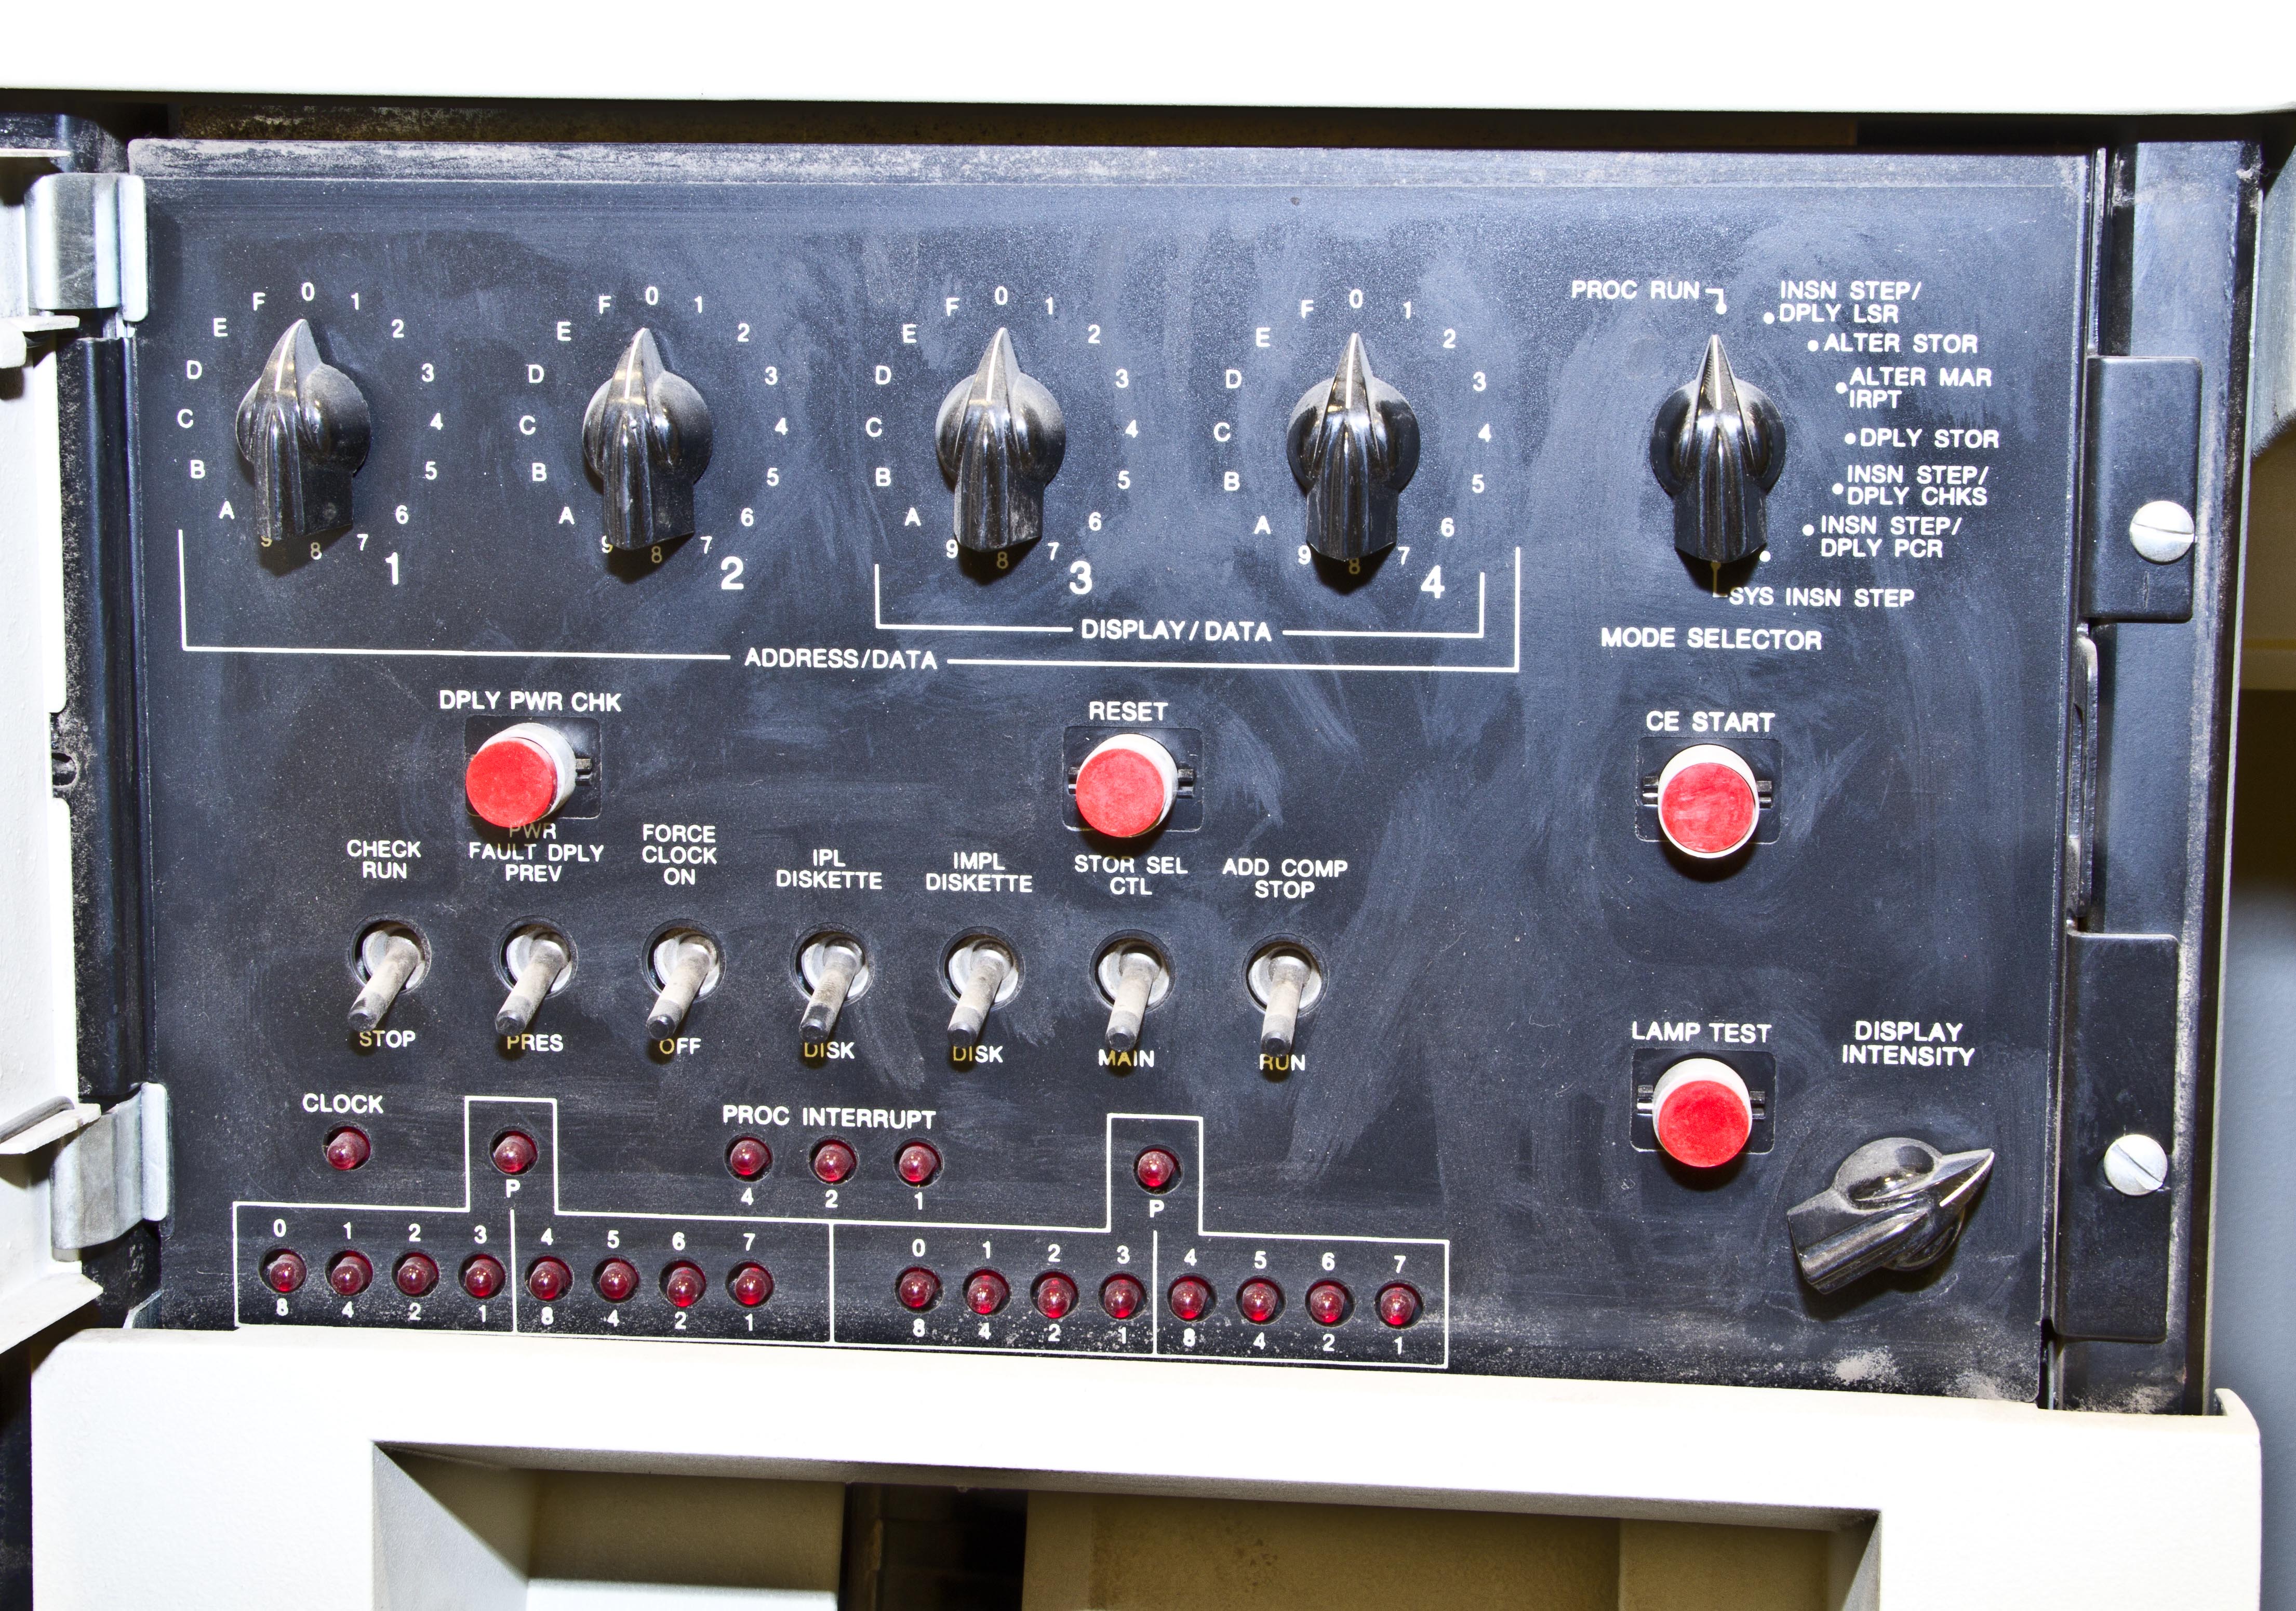 F 0 1
E 2
D 3
C 4
B 5
A 6
9 8 7
1
F 0 1
E 2
D 3
C 4
B 5
A 6
9 8 7
2
F 0 1
E 2
D 3
C 4
B 5
A 6
9 8 7
3
F 0 1
E 2
D 3
C 4
B 5
A 6
9 8 7
4
DISPLAY/DATA
ADDRESS/DATA
PROC RUN
INSN STEP/
DPLY LSR
ALTER STOR
ALTER MAR
IRPT
DPLY STOR
INSN STEP/
DPLY CHKS
INSN STEP/
DPLY PCR
SYS INSN STEP
MODE SELECTOR
DPLY PWR CHK
RESET
CE START
CHECK
RUN
PWR
FAULT DPLY
PREV
FORCE
CLOCK
ON
IPL
DISKETTE
IMPL
DISKETTE
STOR SEL
CTL
ADD COMP
STOP
STOP
PRES
OFF
DISK
DISK
MAIN
RUN
LAMP TEST
DISPLAY
INTENSITY
CLOCK
P
PROC INTERRUPT
4 2 1
P
0 1 2 3 4 5 6 7
8 4 2 1 8 4 2 1
0 1 2 3 4 5 6 7
8 4 2 1 8 4 2 1